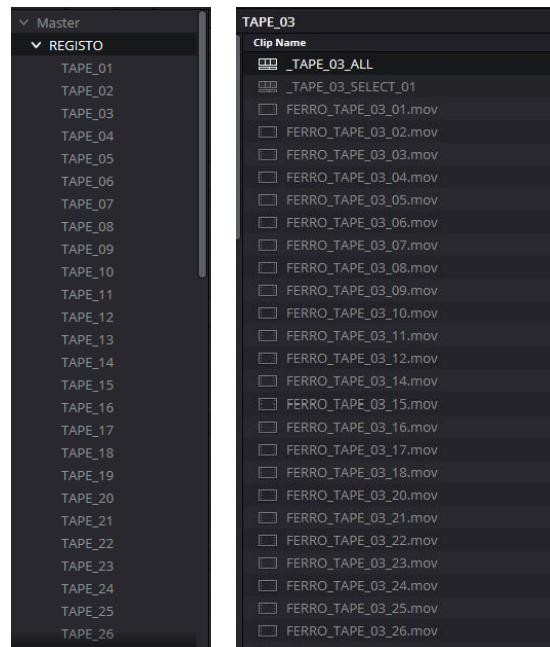 Master
REGISTO
TAPE_01
TAPE_02
TAPE_03
TAPE_04
TAPE_05
TAPE_06
TAPE_07
TAPE_08
TAPE_09
TAPE_10
TAPE_11
TAPE_12
TAPE_13
TAPE_14
TAPE_15
TAPE_16
TAPE_17
TAPE_18
TAPE_19
TAPE_20
TAPE_21
TAPE_22
TAPE_23
TAPE_24
TAPE_25
TAPE_26
TAPE_03
Clip Name
_TAPE_03_ALL
_TAPE_03_SELECT_01
FERRO_TAPE_03_01.mov
FERRO_TAPE_03_02.mov
FERRO_TAPE_03_03.mov
FERRO_TAPE_03_04.mov
FERRO_TAPE_03_05.mov
FERRO_TAPE_03_06.mov
FERRO_TAPE_03_07.mov
FERRO_TAPE_03_08.mov
FERRO_TAPE_03_09.mov
FERRO_TAPE_03_10.mov
FERRO_TAPE_03_11.mov
FERRO_TAPE_03_12.mov
FERRO_TAPE_03_14.mov
FERRO_TAPE_03_15.mov
FERRO_TAPE_03_16.mov
FERRO_TAPE_03_17.mov
FERRO_TAPE_03_18.mov
FERRO_TAPE_03_20.mov
FERRO_TAPE_03_21.mov
FERRO_TAPE_03_22.mov
FERRO_TAPE_03_23.mov
FERRO_TAPE_03_24.mov
FERRO_TAPE_03_25.mov
FERRO_TAPE_03_26.mov